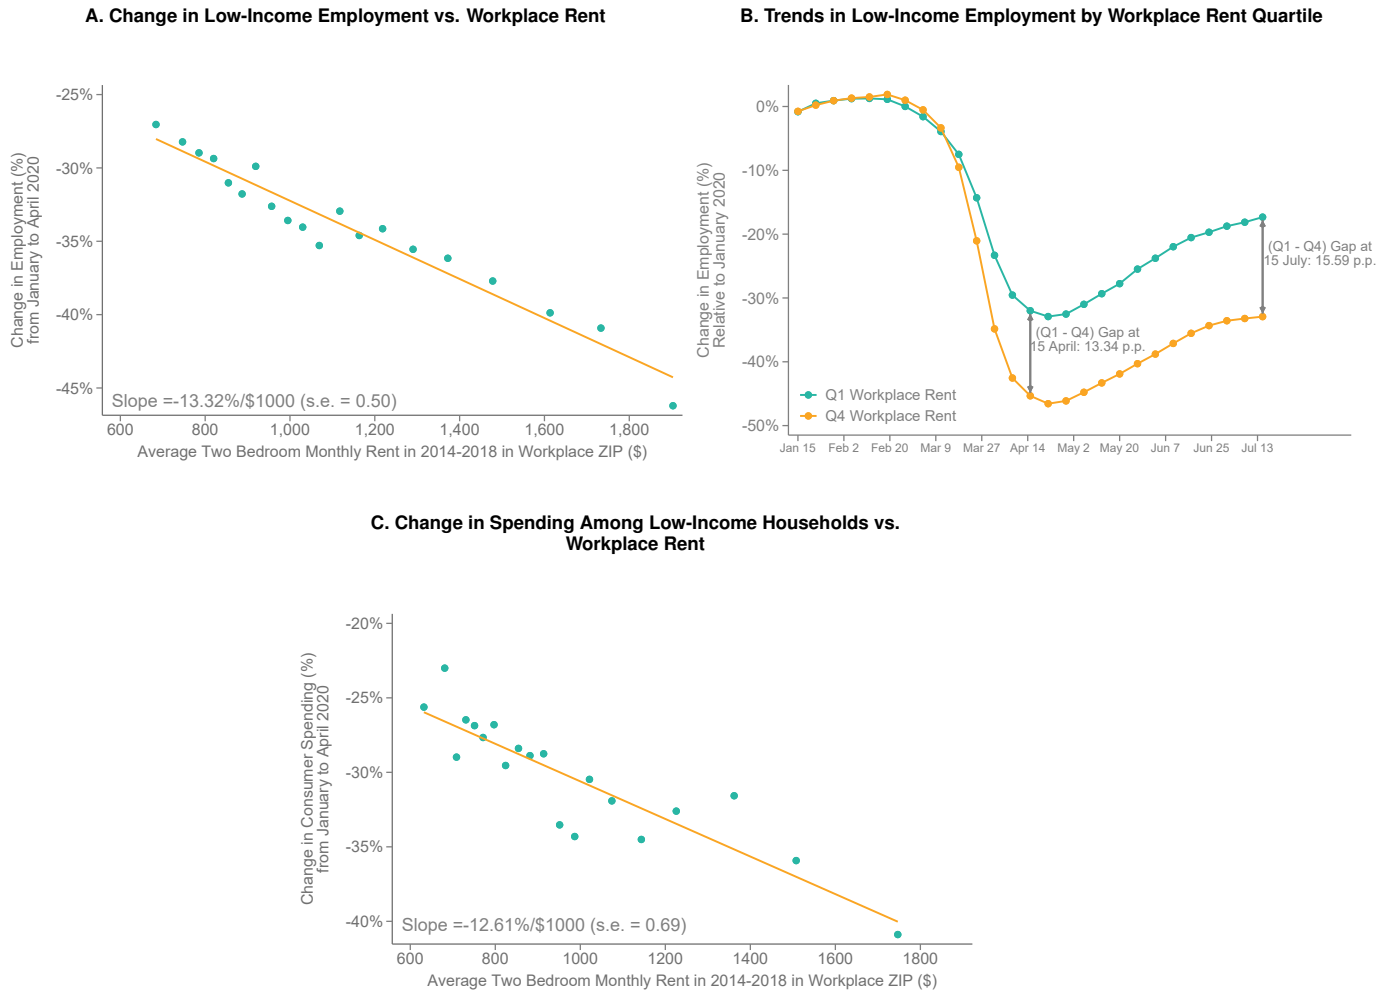 A. Change in Low-Income Employment vs. Workplace Rent
Change in Employment (%)
from January to April 2020
-25%
-30%
-35%
-40%
-45%
Slope =-13.32%/$1000 (s.e. = 0.50)
600
800
1,000
1,200
1,400
1,600
1,800
Average Two Bedroom Monthly Rent in 2014-2018 in Workplace ZIP ($)
B. Trends in Low-Income Employment by Workplace Rent Quartile
Change in Employment (%)
Relative to January 2020
0%
-10%
-20%
-30%
-40%
-50%
(Q1 - Q4) Gap at
15 July: 15.59 p.p.
(Q1 - Q4) Gap at
15 April: 13.34 p.p.
Q1 Workplace Rent
Q4 Workplace Rent
Jan 15
Feb 2
Feb 20
Mar 9
Mar 27
Apr 14
May 2
May 20
Jun 7
Jun 25
Jul 13
C. Change in Spending Among Low-Income Households vs.
Workplace Rent
Change in Consumer Spending (%)
from January to April 2020
-20%
-25%
-30%
-35%
-40%
Slope =-12.61%/$1000 (s.e. = 0.69)
600
800
1000
1200
1400
1600
1800
Average Two Bedroom Monthly Rent in 2014-2018 in Workplace ZIP ($)